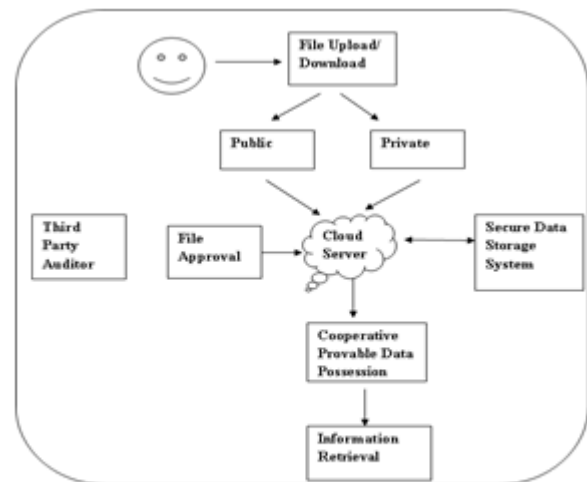 File Upload/
Download
Public
Private
Third
Party
Auditor
File
Approval
Cloud
Server
Secure Data
Storage
System
Cooperative
Provable Data
Possession
Information
Retrieval